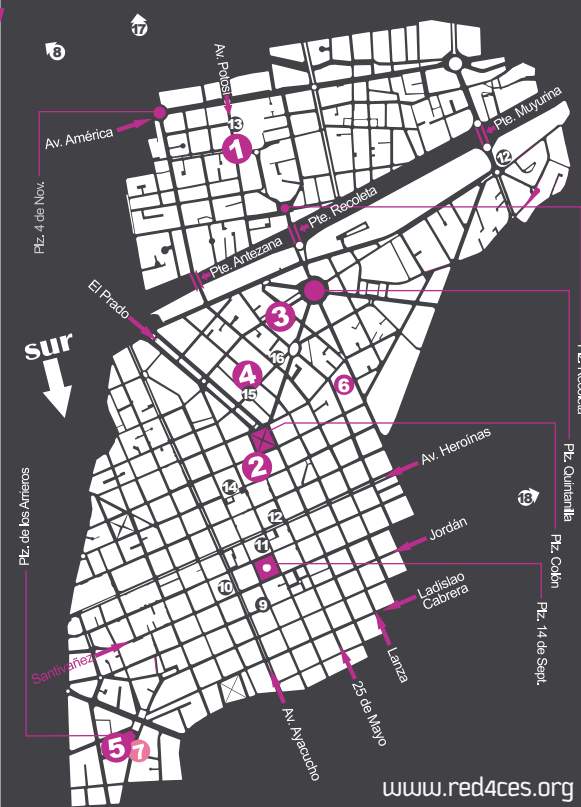 17
8
Av. Potosí
Av. América
13
1
Pte. Muyurina
12
Plz. 4 de Nov.
Pte. Recoleta
Pte. Antezana
El Prado
sur
3
16
4
15
6
2
Av. Heroínas
Plz. Quintanilla
14
18
12
Plz. de los Arrieros
Jordán
11
Plz. Colón
10
9
Ladislao
Cabrera
Plz. 14 de Sept.
Santivañez
Lanza
25 de Mayo
Av. Ayacucho
5
7
www.red4ces.org